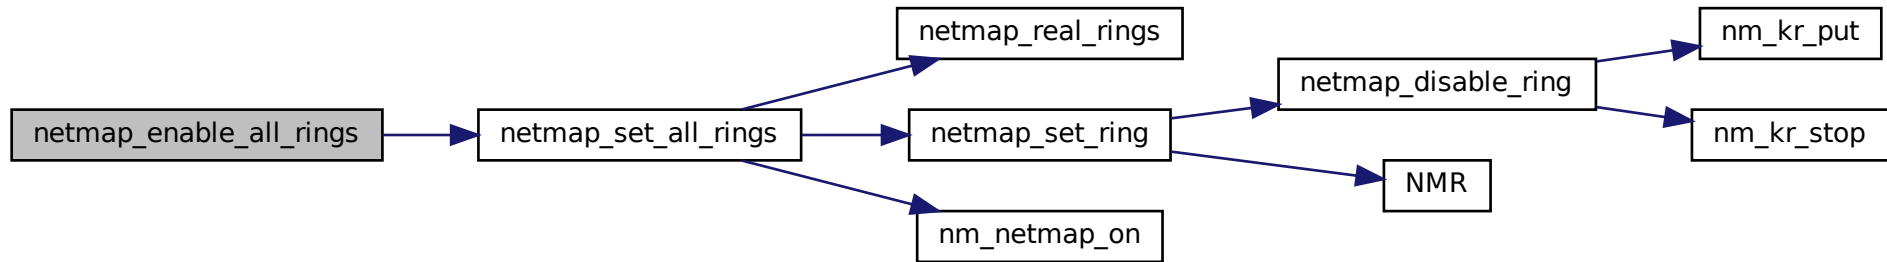 netmap_enable_all_rings
netmap_set_all_rings
netmap_real_rings
netmap_set_ring
nm_netmap_on
netmap_disable_ring
NMR
nm_kr_put
nm_kr_stop